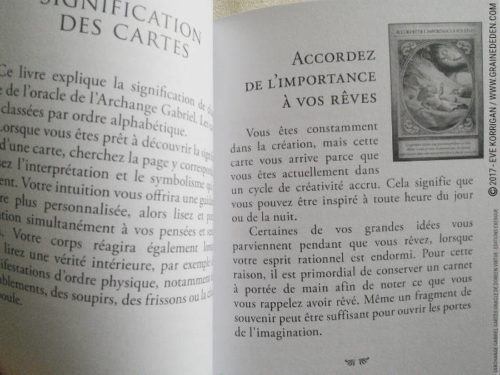 SIGNIFICATION
DES CARTES
Ce livre explique la signification de
de l'oracle de l'Archange Gabriel. Les
classées par ordre alphabétique.
Lorsque vous êtes prêt à découvrir la
d'une carte, cherchez la page y correspon
l'interprétation et le symbolisme
Votre intuition vous offrira une
plus personnalisée, alors lisez et
simultanément à vos pensées et
Votre corps réagira également
lirez une vérité intérieure, par exemple
festations d'ordre physique, notamment
blements, des soupirs, des frissons ou la
poule.
ACCORDEZ
DE L'IMPORTANCE
À VOS RÊVES
Vous êtes constamment
dans la création, mais cette
carte vous arrive parce que
vous êtes actuellement dans
un cycle de créativité accru. Cela signifie que
vous pouvez être inspiré à toute heure du jour
ou de la nuit.
Certaines de vos grandes idées vous
parviennent pendant que vous rêvez, lorsque
votre esprit rationnel est endormi. Pour cette
raison, il est primordial de conserver un carnet
à portée de main afin de noter ce que vous
vous rappelez avoir rêvé. Même un fragment de
souvenir peut être suffisant pour ouvrir les portes
de l'imagination.
© 2017 - EVE KORRIGAN / WWW.GRAINEDEDEN.COM